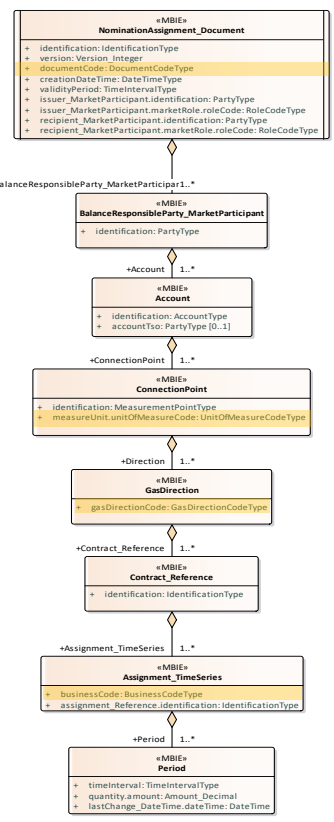 «MBIE»
NominationAssignment_Document
+ identification: IdentificationType
+ version: Version_Integer
+ documentCode: DocumentCodeType
+ creationDateTime: DateTimeType
+ validityPeriod: TimeIntervalType
+ issuer_MarketParticipant.identification: PartyType
+ issuer_MarketParticipant.marketRole.roleCode: RoleCodeType
+ recipient_MarketParticipant.identification: PartyType
+ recipient_MarketParticipant.marketRole.roleCode: RoleCodeType
alanceResponsibleParty_MarketParticipar1..*
«MBIE»
BalanceResponsibleParty_MarketParticipant
+ identification: PartyType
+Account 1..*
«MBIE»
Account
+ identification: AccountType
+ accountTso: PartyType [0..1]
+ConnectionPoint 1..*
«MBIE»
ConnectionPoint
+ identification: MeasurementPointType
+ measureUnit.unitOfMeasureCode: UnitOfMeasureCodeType
+Direction 1..*
«MBIE»
GasDirection
+ gasDirectionCode: GasDirectionCodeType
+Contract_Reference 1..*
«MBIE»
Contract_Reference
+ identification: IdentificationType
+Assignment_TimeSeries 1..*
«MBIE»
Assignment_TimeSeries
+ businessCode: BusinessCodeType
+ assignment_Reference.identification: IdentificationType
+Period 1..*
«MBIE»
Period
+ timeInterval: TimeIntervalType
+ quantity.amount: Amount_Decimal
+ lastChange_DateTime.dateTime: DateTime